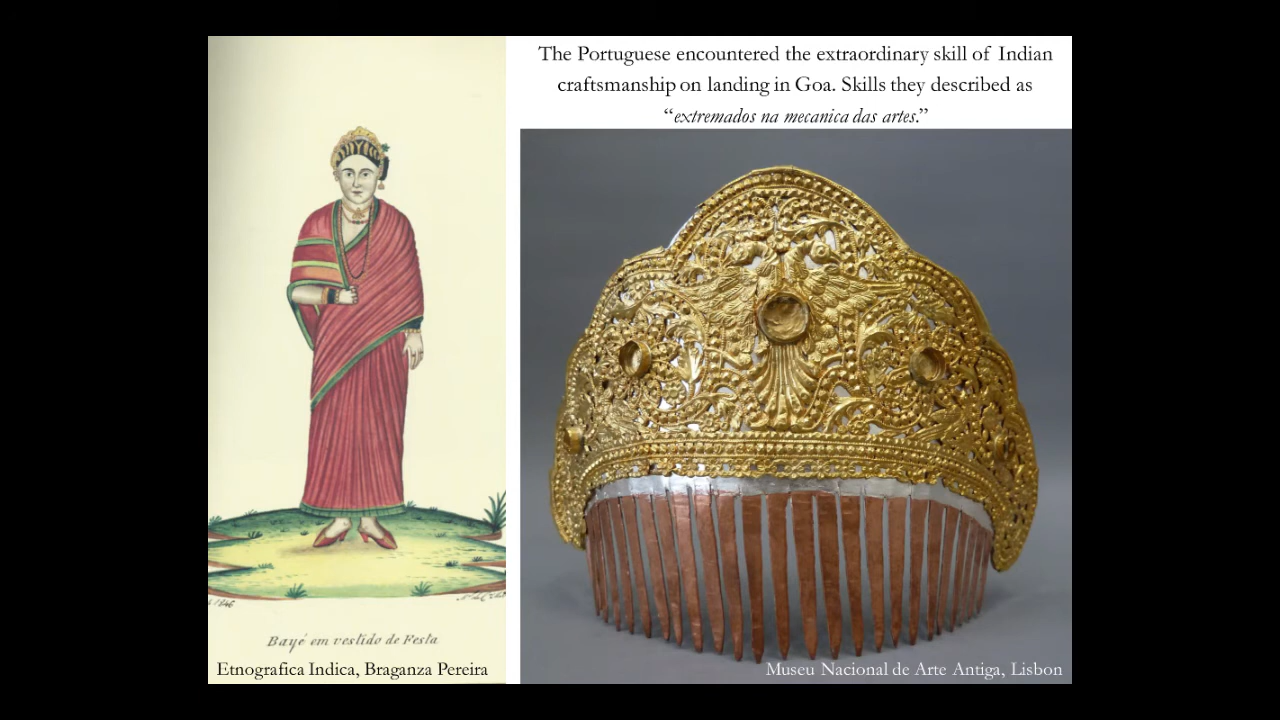 The Portuguese encountered the extraordinary skill of Indian
craftsmanship on landing in Goa. Skills they described as
“extremados na mecanica das artes.”
1846
Bayé em vestido de Festa
Etnografica Indica, Braganza Pereira
Museu Nacional de Arte Antiga, Lisbon